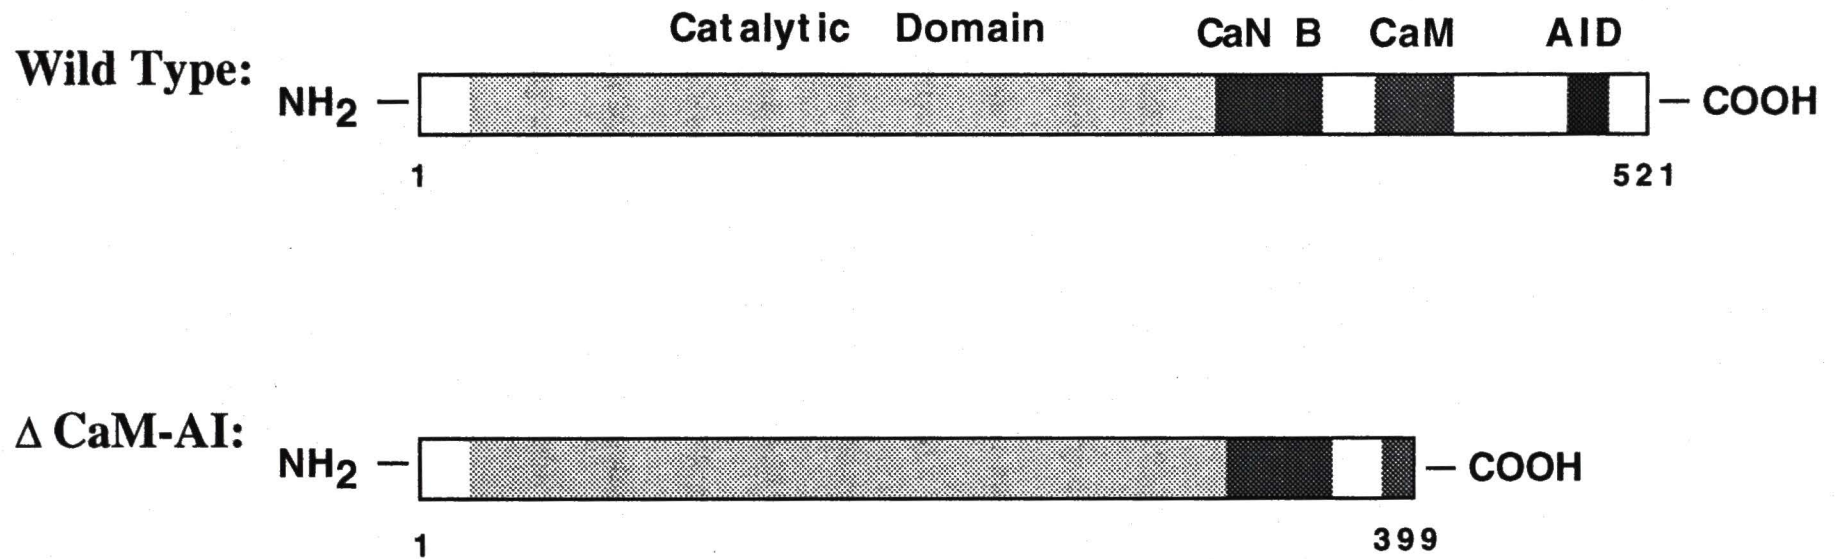 Catalytic Domain CaN B CaM AID
Wild Type: NH2 – COOH
1 521
Δ CaM-AI: NH2 – COOH
1 399